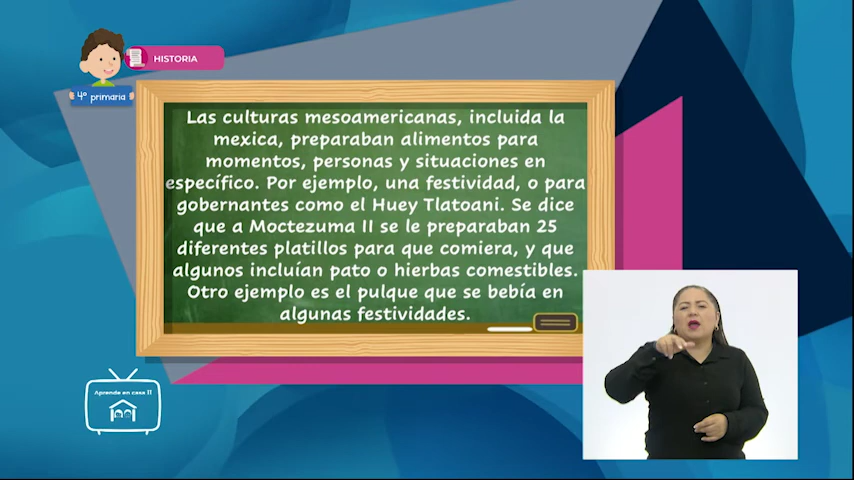 HISTORIA
4° primaria
Las culturas mesoamericanas, incluida la
mexica, preparaban alimentos para
momentos, personas y situaciones en
específico. Por ejemplo, una festividad, o para
gobernantes como el Huey Tlatoani. Se dice
que a Moctezuma II se le preparaban 25
diferentes platillos para que comiera, y que
algunos incluían pato o hierbas comestibles.
Otro ejemplo es el pulque que se bebía en
algunas festividades.
Aprende en casa II